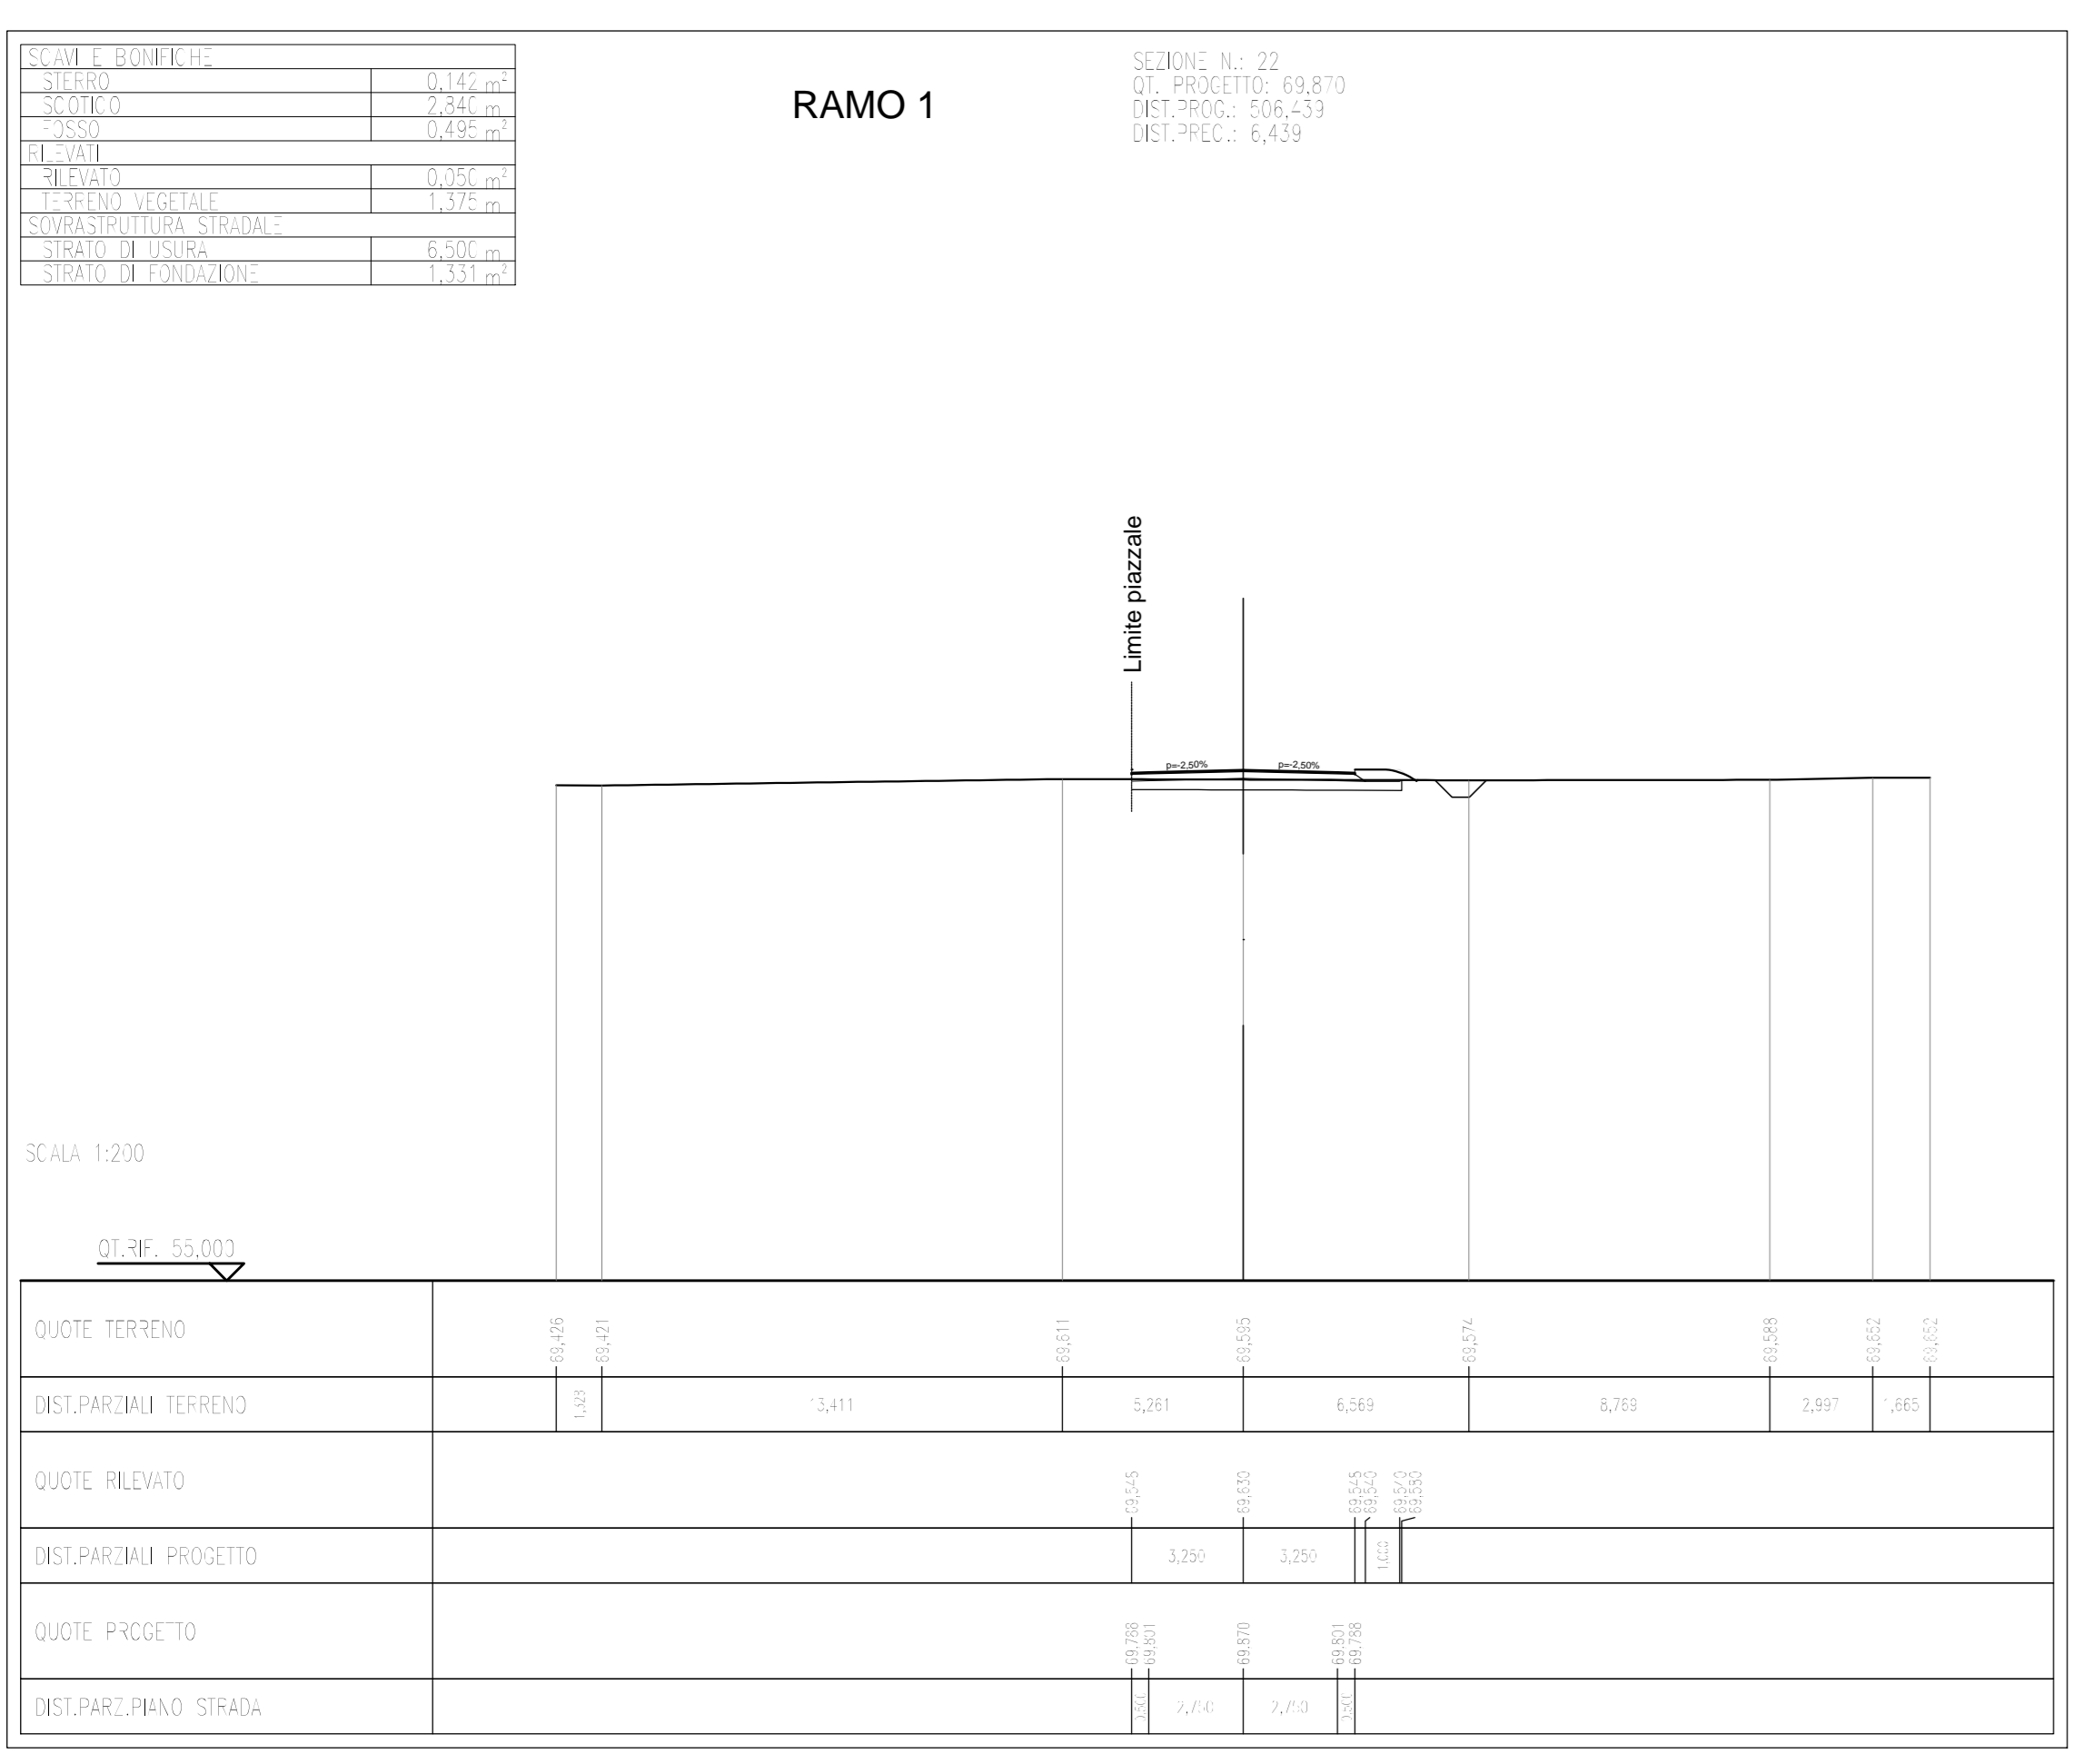 SCAVI E BONIFICHE
STERRO 0,142 m²
SCOTICO 2,840 m
FOSSO 0,495 m²
RILEVATI
RILEVATO 0,050 m²
TERRENO VEGETALE 1,375 m
SOVRASTRUTTURA STRADALE
STRATO DI USURA 6,500 m
STRATO DI FONDAZIONE 1,331 m²
RAMO 1
SEZIONE N.: 22
QT. PROGETTO: 69,870
DIST.PROG.: 506,439
DIST.PREC.: 6,439
Limite piazzale
p=-2,50% p=-2,50%
SCALA 1:200
QT.RIF. 55,000
QUOTE TERRENO 69,426 69,421 69,611 69,595 69,574 69,588 69,652 69,652
DIST.PARZIALI TERRENO 1,328 13,411 5,261 6,569 8,769 2,997 1,665
QUOTE RILEVATO 69,545 69,630 69,545 69,540 69,540
DIST.PARZIALI PROGETTO 3,250 3,250 1,000
QUOTE PROGETTO 69,788 69,801 69,870 69,801 69,788
DIST.PARZ.PIANO STRADA 0,500 2,750 2,750 0,500